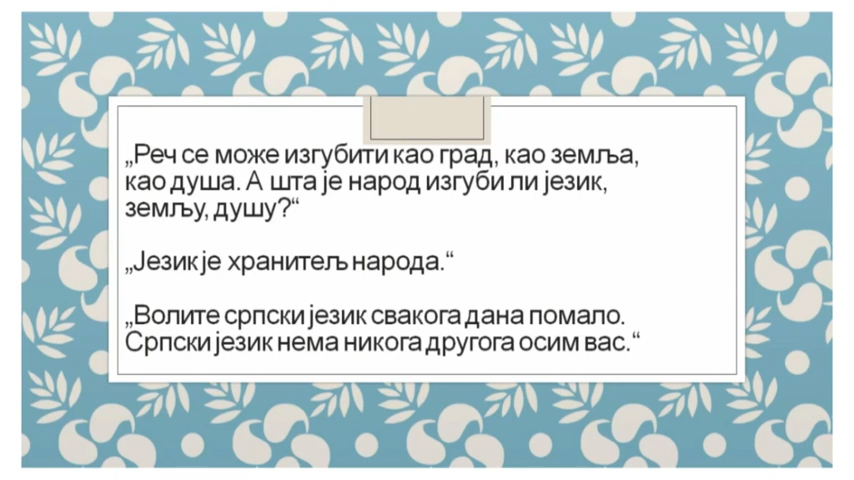 „Реч се може изгубити као град, као земља,
као душа. А шта је народ изгуби ли језик,
земљу, душу?“
„Језик је хранитељ народа.“
„Волите српски језик свакога дана помало.
Српски језик нема никога другога осим вас.“